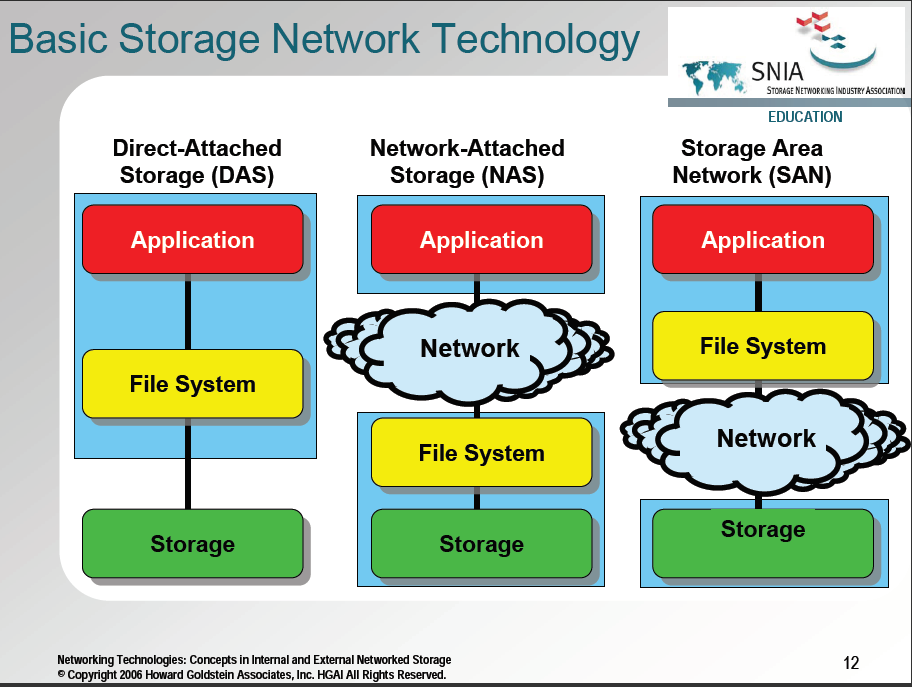 Basic Storage Network Technology
SNIA
STORAGE NETWORKING INDUSTRY ASSOCIATION
EDUCATION
Direct-Attached
Storage (DAS)
Application
File System
Storage
Network-Attached
Storage (NAS)
Application
Network
File System
Storage
Storage Area
Network (SAN)
Application
File System
Network
Storage
Networking Technologies: Concepts in Internal and External Networked Storage
© Copyright 2006 Howard Goldstein Associates, Inc. HGAI All Rights Reserved.
12